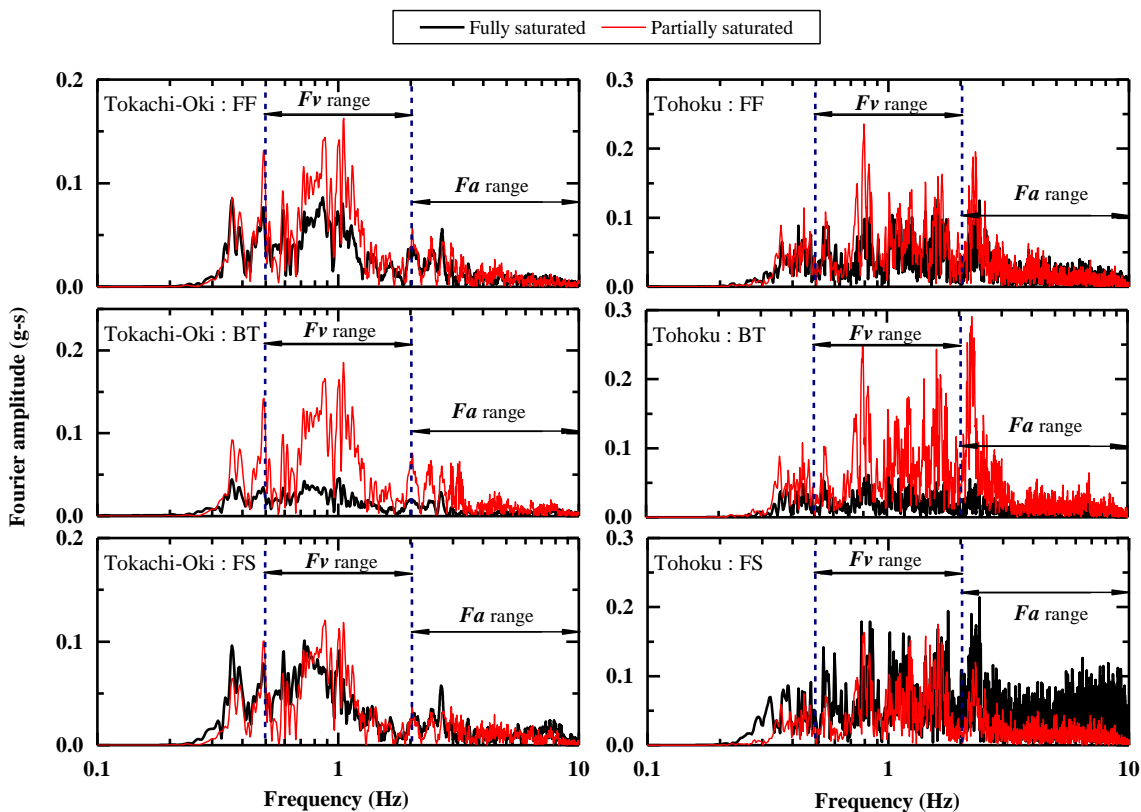 Fully saturated
Partially saturated
Fourier amplitude (g-s)
0.2
0.1
0.0
Tokachi-Oki : FF
Fv range
Fa range
0.3
0.2
0.1
0.0
Tohoku : FF
Fv range
Fa range
0.2
0.1
0.0
Tokachi-Oki : BT
Fv range
Fa range
0.3
0.2
0.1
0.0
Tohoku : BT
Fv range
Fa range
0.2
0.1
0.0
Tokachi-Oki : FS
Fv range
Fa range
0.1
1
10
Frequency (Hz)
0.3
0.2
0.1
0.0
Tohoku : FS
Fv range
Fa range
0.1
1
10
Frequency (Hz)